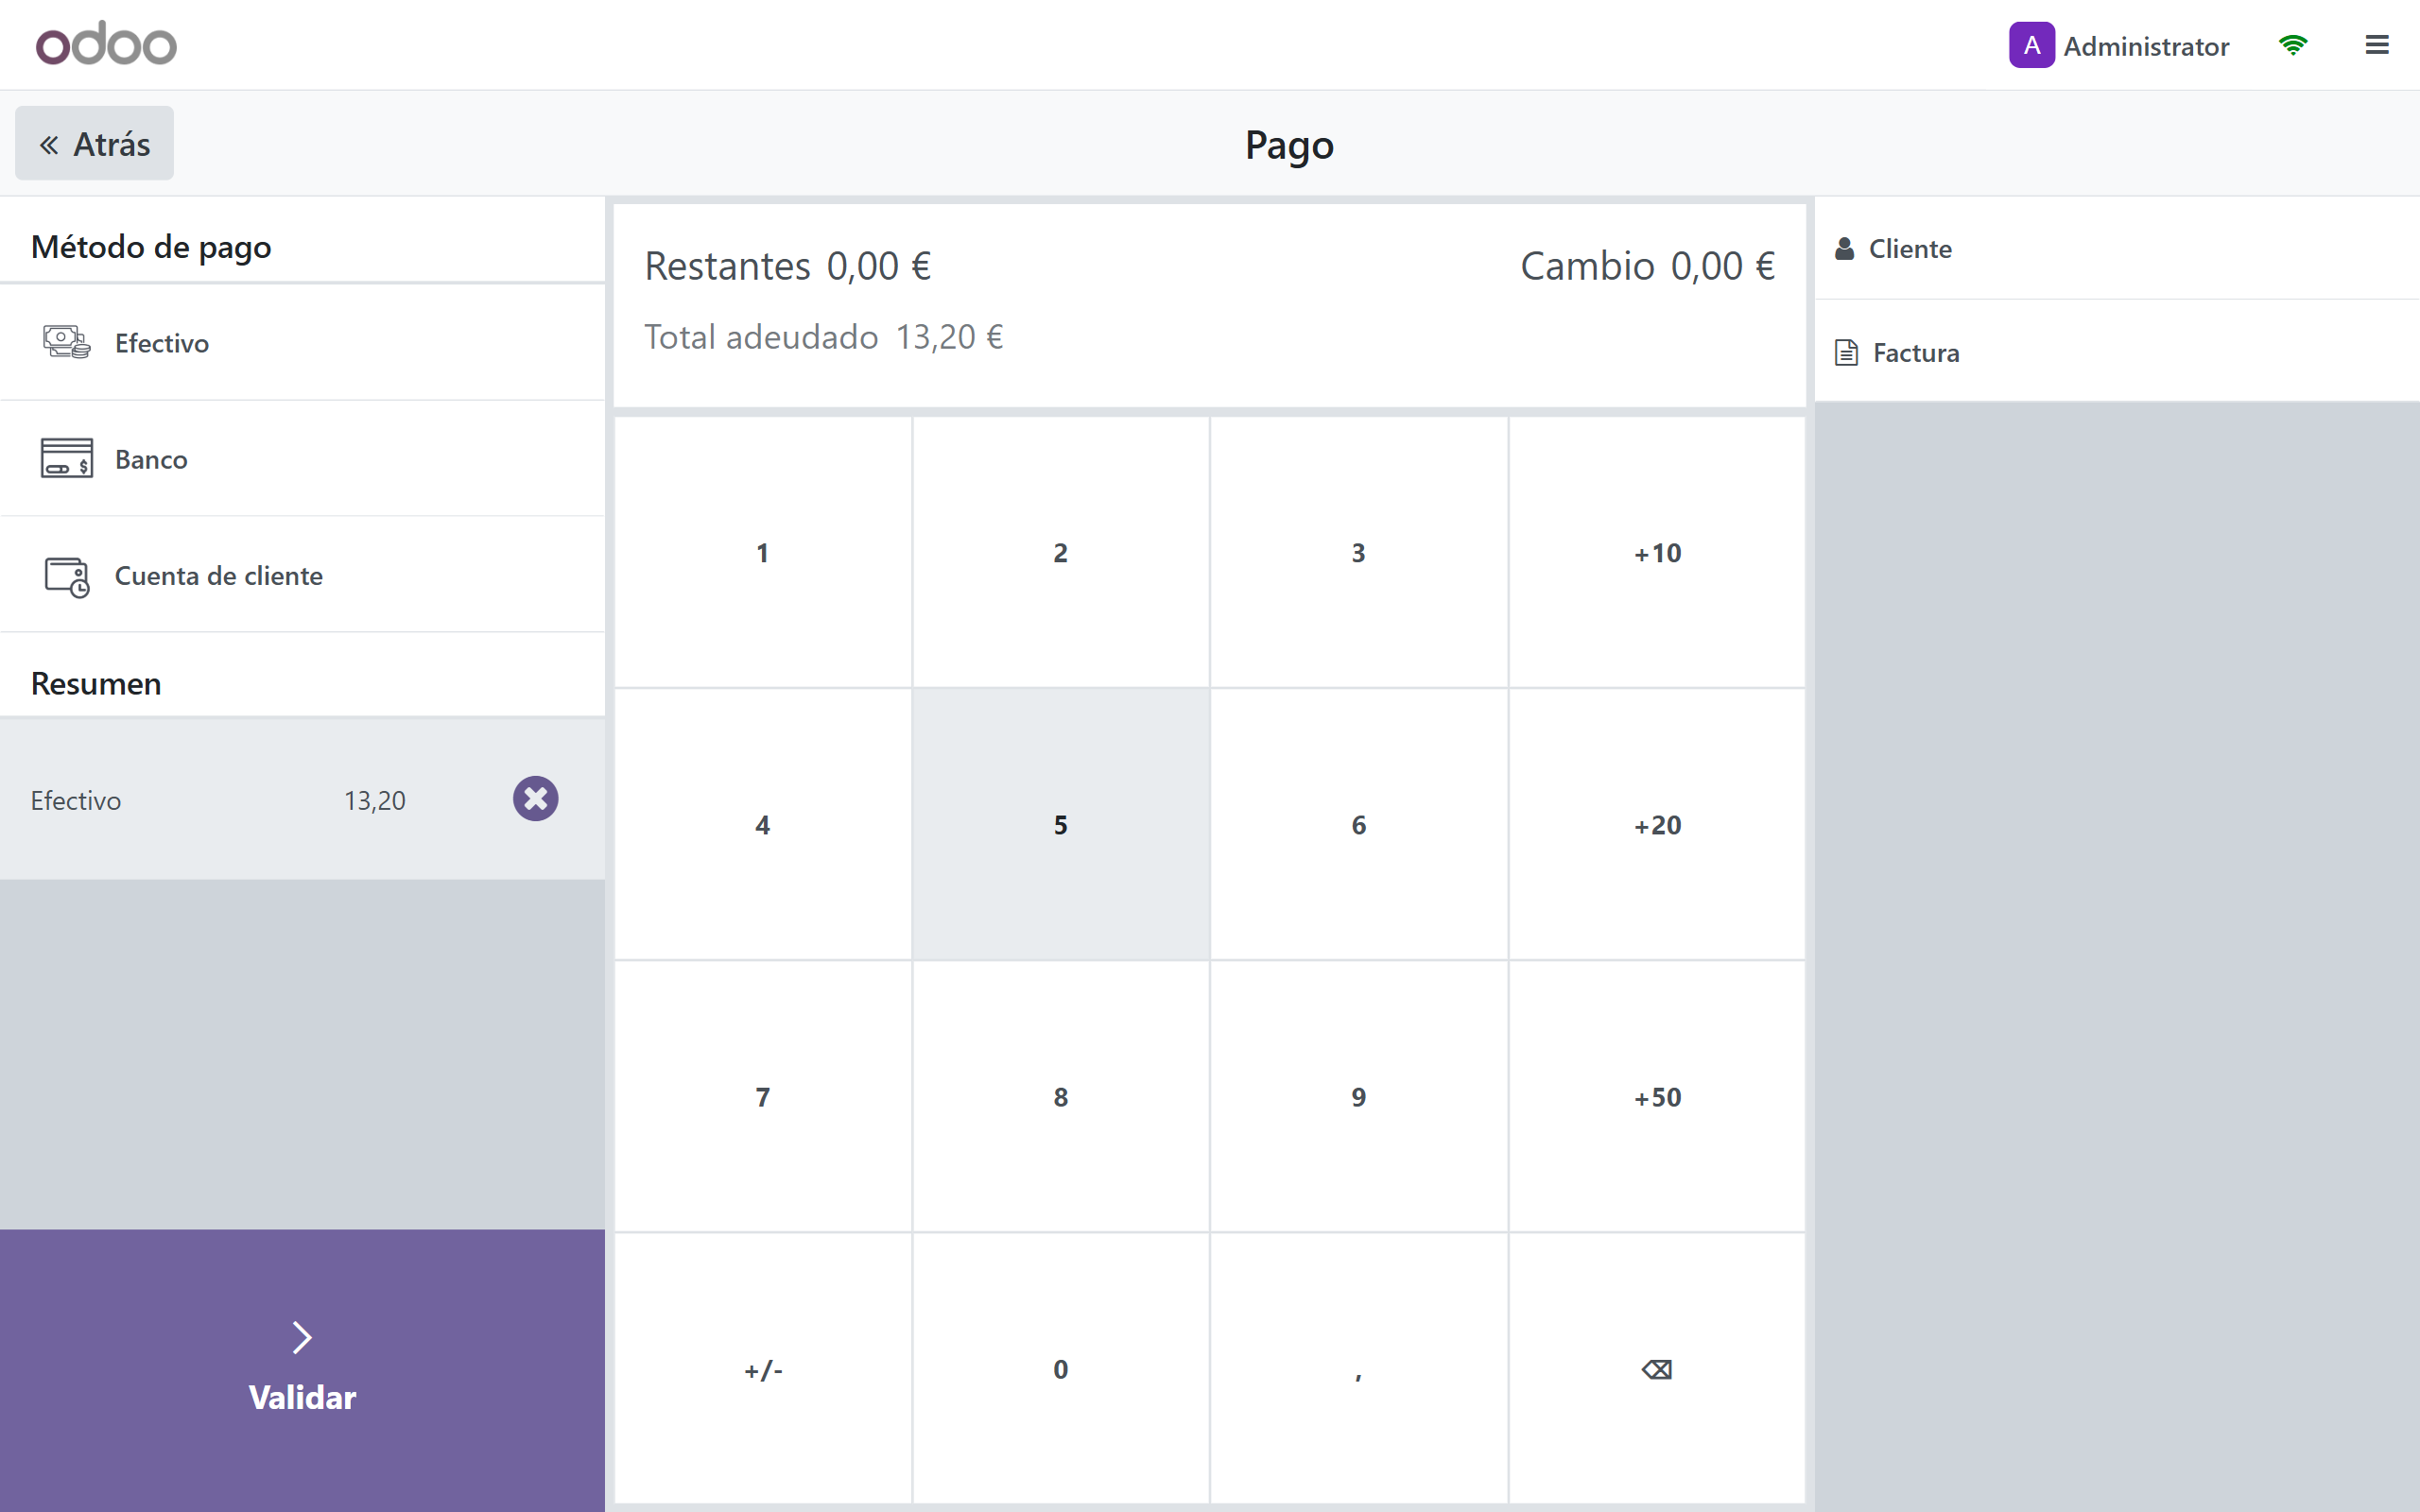 odoo
A Administrator
« Atrás
Pago
Método de pago
Efectivo
Banco
Cuenta de cliente
Resumen
Efectivo 13,20
Validar
Restantes 0,00 €
Cambio 0,00 €
Total adeudado 13,20 €
1 2 3 +10
4 5 6 +20
7 8 9 +50
+/- 0 , ⌫
Cliente
Factura